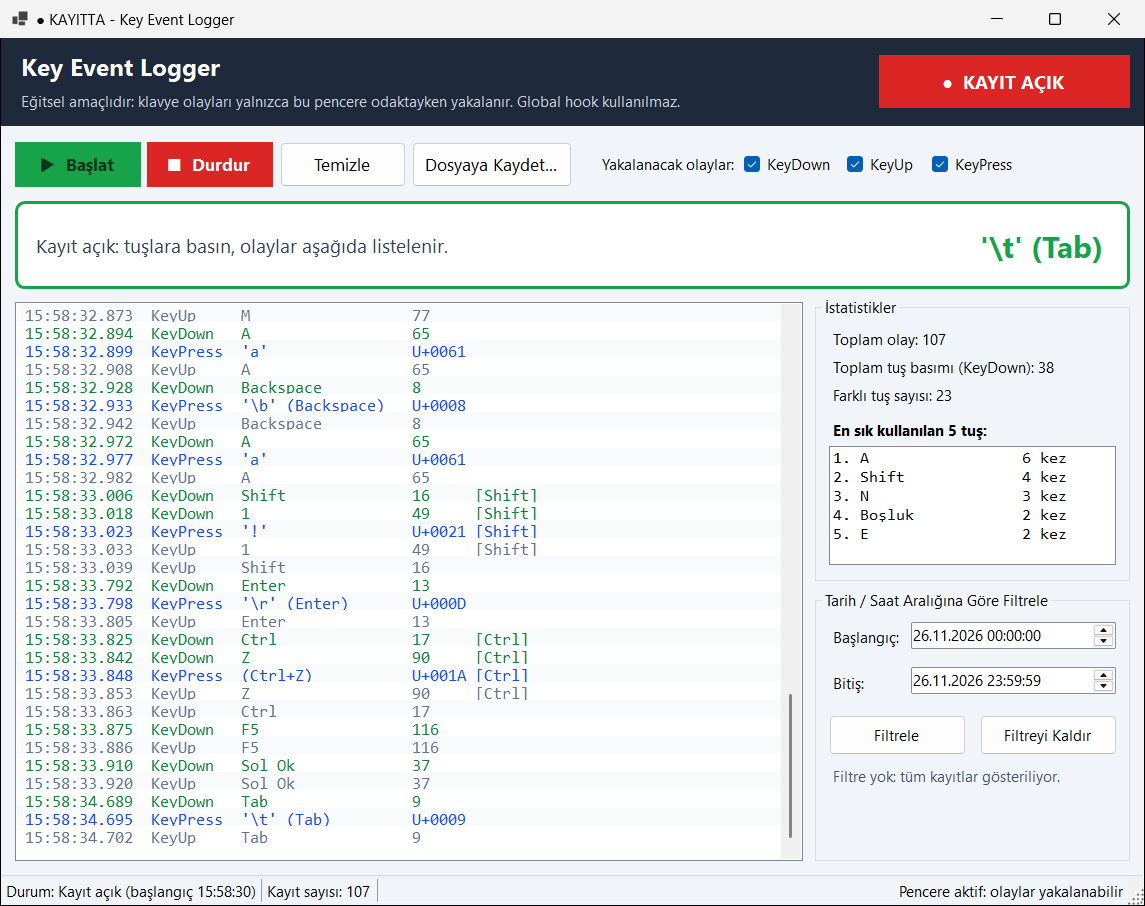 ● KAYITTA - Key Event Logger
Key Event Logger
Eğitsel amaçlıdır: klavye olayları yalnızca bu pencere odaktayken yakalanır. Global hook kullanılmaz.
● KAYIT AÇIK
▶ Başlat
■ Durdur
Temizle
Dosyaya Kaydet...
Yakalanacak olaylar: KeyDown KeyUp KeyPress
Kayıt açık: tuşlara basın, olaylar aşağıda listelenir.
'\t' (Tab)
15:58:32.873 KeyUp M 77
15:58:32.894 KeyDown A 65
15:58:32.899 KeyPress 'a' U+0061
15:58:32.908 KeyUp A 65
15:58:32.928 KeyDown Backspace 8
15:58:32.933 KeyPress '\b' (Backspace) U+0008
15:58:32.942 KeyUp Backspace 8
15:58:32.972 KeyDown A 65
15:58:32.977 KeyPress 'a' U+0061
15:58:32.982 KeyUp A 65
15:58:33.006 KeyDown Shift 16 [Shift]
15:58:33.018 KeyDown 1 49 [Shift]
15:58:33.023 KeyPress '!' U+0021 [Shift]
15:58:33.033 KeyUp 1 49 [Shift]
15:58:33.039 KeyUp Shift 16
15:58:33.792 KeyDown Enter 13
15:58:33.798 KeyPress '\r' (Enter) U+000D
15:58:33.805 KeyUp Enter 13
15:58:33.825 KeyDown Ctrl 17 [Ctrl]
15:58:33.842 KeyDown Z 90 [Ctrl]
15:58:33.848 KeyPress (Ctrl+Z) U+001A [Ctrl]
15:58:33.853 KeyUp Z 90 [Ctrl]
15:58:33.863 KeyUp Ctrl 17
15:58:33.875 KeyDown F5 116
15:58:33.886 KeyUp F5 116
15:58:33.910 KeyDown Sol Ok 37
15:58:33.920 KeyUp Sol Ok 37
15:58:34.689 KeyDown Tab 9
15:58:34.695 KeyPress '\t' (Tab) U+0009
15:58:34.702 KeyUp Tab 9
İstatistikler
Toplam olay: 107
Toplam tuş basımı (KeyDown): 38
Farklı tuş sayısı: 23
En sık kullanılan 5 tuş:
1. A 6 kez
2. Shift 4 kez
3. N 3 kez
4. Boşluk 2 kez
5. E 2 kez
Tarih / Saat Aralığına Göre Filtrele
Başlangıç: 26.11.2026 00:00:00
Bitiş: 26.11.2026 23:59:59
Filtrele
Filtreyi Kaldır
Filtre yok: tüm kayıtlar gösteriliyor.
Durum: Kayıt açık (başlangıç 15:58:30)
Kayıt sayısı: 107
Pencere aktif: olaylar yakalanabilir